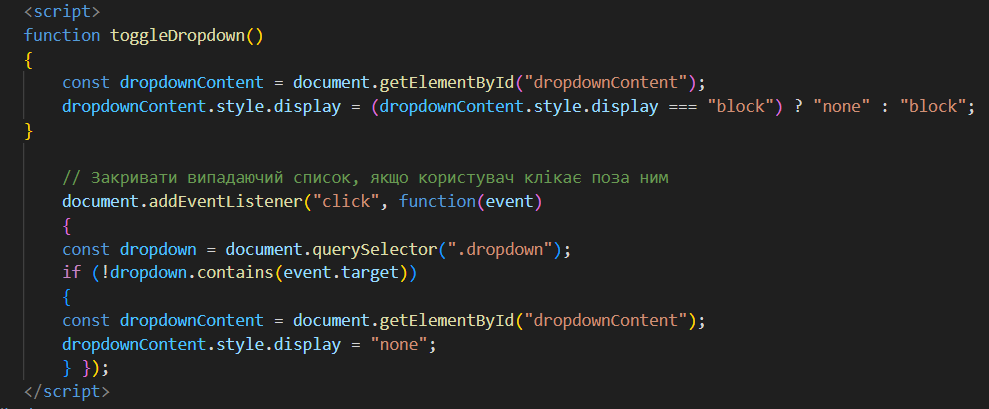 <script>
function toggleDropdown()
{
const dropdownContent = document.getElementById("dropdownContent");
dropdownContent.style.display = (dropdownContent.style.display === "block") ? "none" : "block";
}
// Закривати випадаючий список, якщо користувач клікає поза ним
document.addEventListener("click", function(event)
{
const dropdown = document.querySelector(".dropdown");
if (!dropdown.contains(event.target))
{
const dropdownContent = document.getElementById("dropdownContent");
dropdownContent.style.display = "none";
} });
</script>